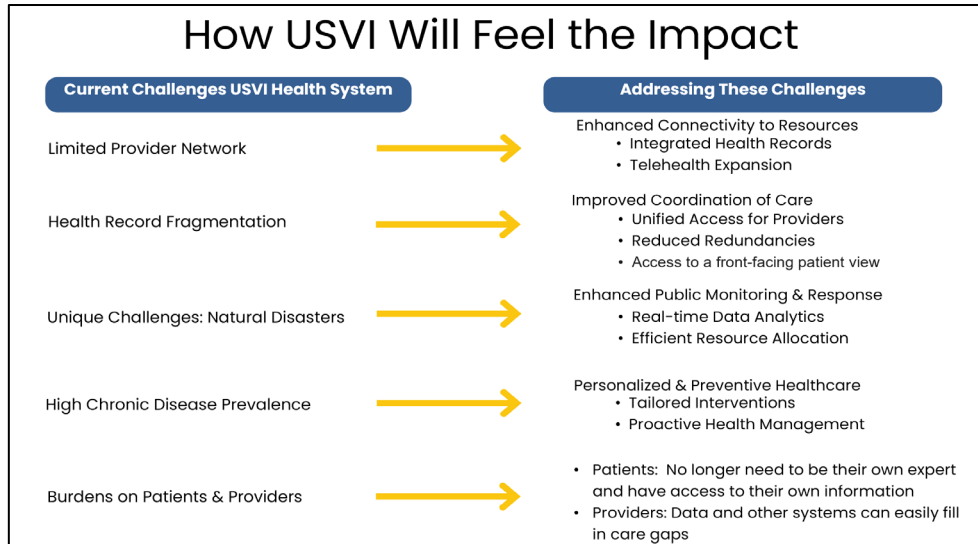 How USVI Will Feel the Impact
Current Challenges USVI Health System
Addressing These Challenges
Limited Provider Network
Enhanced Connectivity to Resources
• Integrated Health Records
• Telehealth Expansion
Health Record Fragmentation
Improved Coordination of Care
• Unified Access for Providers
• Reduced Redundancies
• Access to a front-facing patient view
Unique Challenges: Natural Disasters
Enhanced Public Monitoring & Response
• Real-time Data Analytics
• Efficient Resource Allocation
High Chronic Disease Prevalence
Personalized & Preventive Healthcare
• Tailored Interventions
• Proactive Health Management
Burdens on Patients & Providers
• Patients: No longer need to be their own expert
and have access to their own information
• Providers: Data and other systems can easily fill
in care gaps